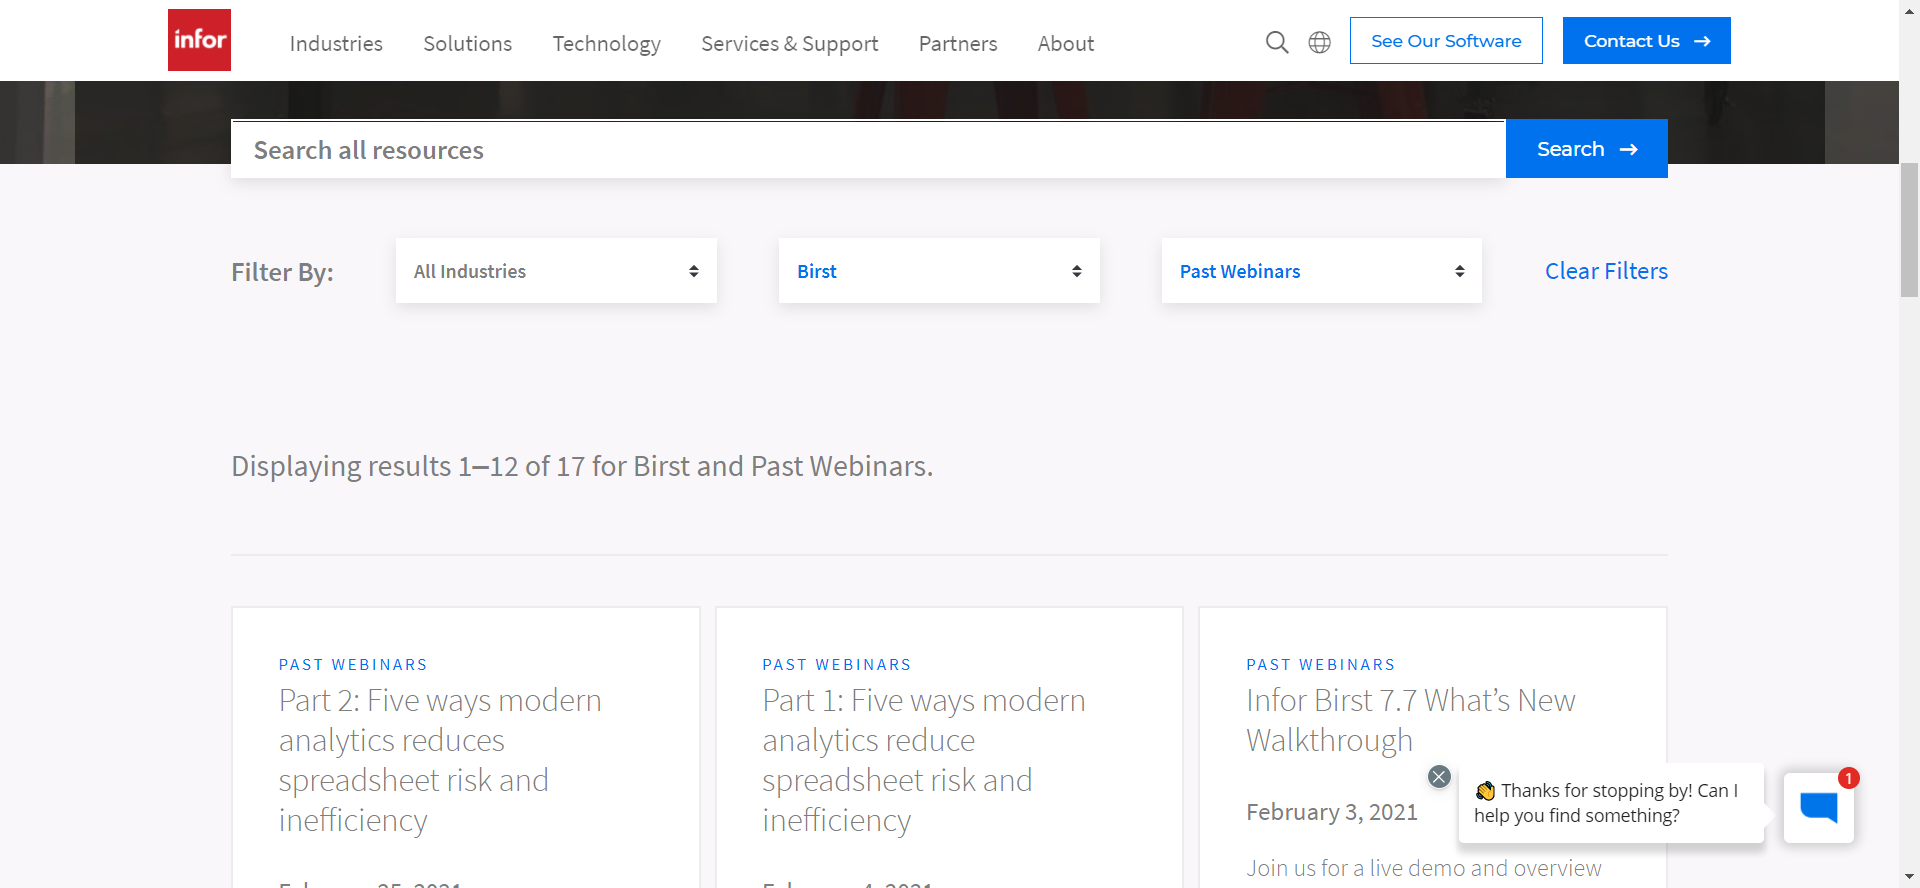 infor
Industries
Solutions
Technology
Services & Support
Partners
About
See Our Software
Contact Us →
Search all resources
Search →
Filter By:
All Industries
Birst
Past Webinars
Clear Filters
Displaying results 1–12 of 17 for Birst and Past Webinars.
PAST WEBINARS
Part 2: Five ways modern
analytics reduces
spreadsheet risk and
inefficiency
PAST WEBINARS
Part 1: Five ways modern
analytics reduce
spreadsheet risk and
inefficiency
PAST WEBINARS
Infor Birst 7.7 What’s New
Walkthrough
February 3, 2021
Join us for a live demo and overview
👋 Thanks for stopping by! Can I
help you find something?
1